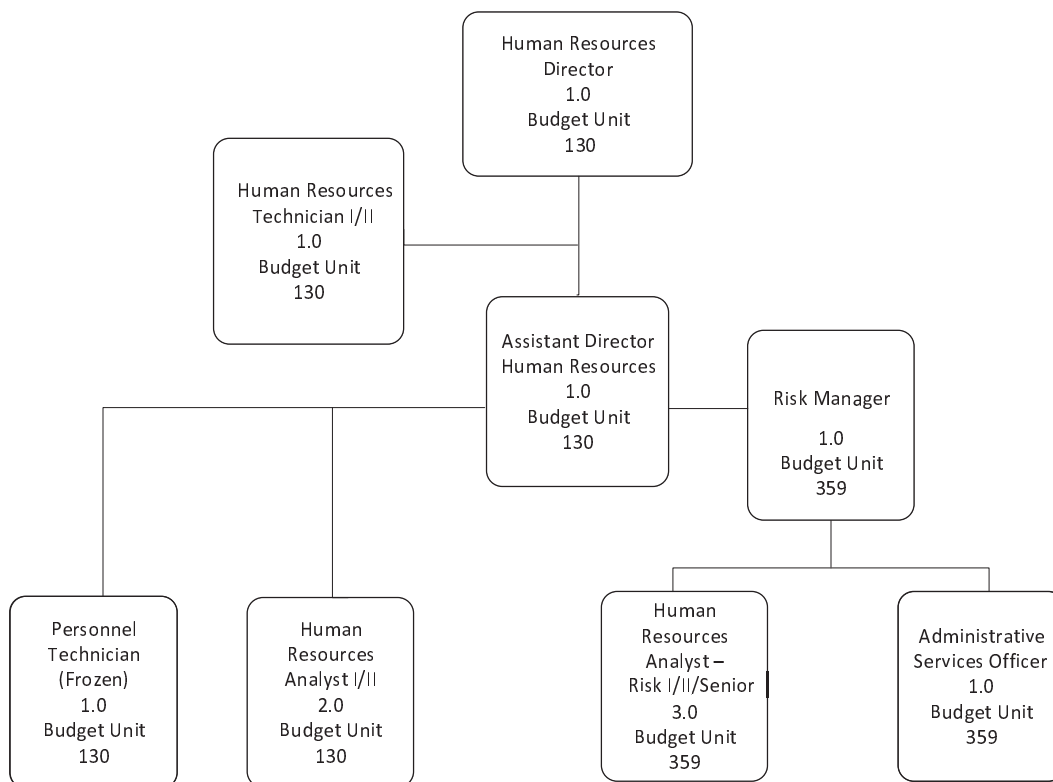 Human Resources
Director
1.0
Budget Unit
130
Human Resources
Technician I/II
1.0
Budget Unit
130
Assistant Director
Human Resources
1.0
Budget Unit
130
Risk Manager
1.0
Budget Unit
359
Personnel
Technician
(Frozen)
1.0
Budget Unit
130
Human
Resources
Analyst I/II
2.0
Budget Unit
130
Human
Resources
Analyst –
Risk I/II/Senior
3.0
Budget Unit
359
Administrative
Services Officer
1.0
Budget Unit
359